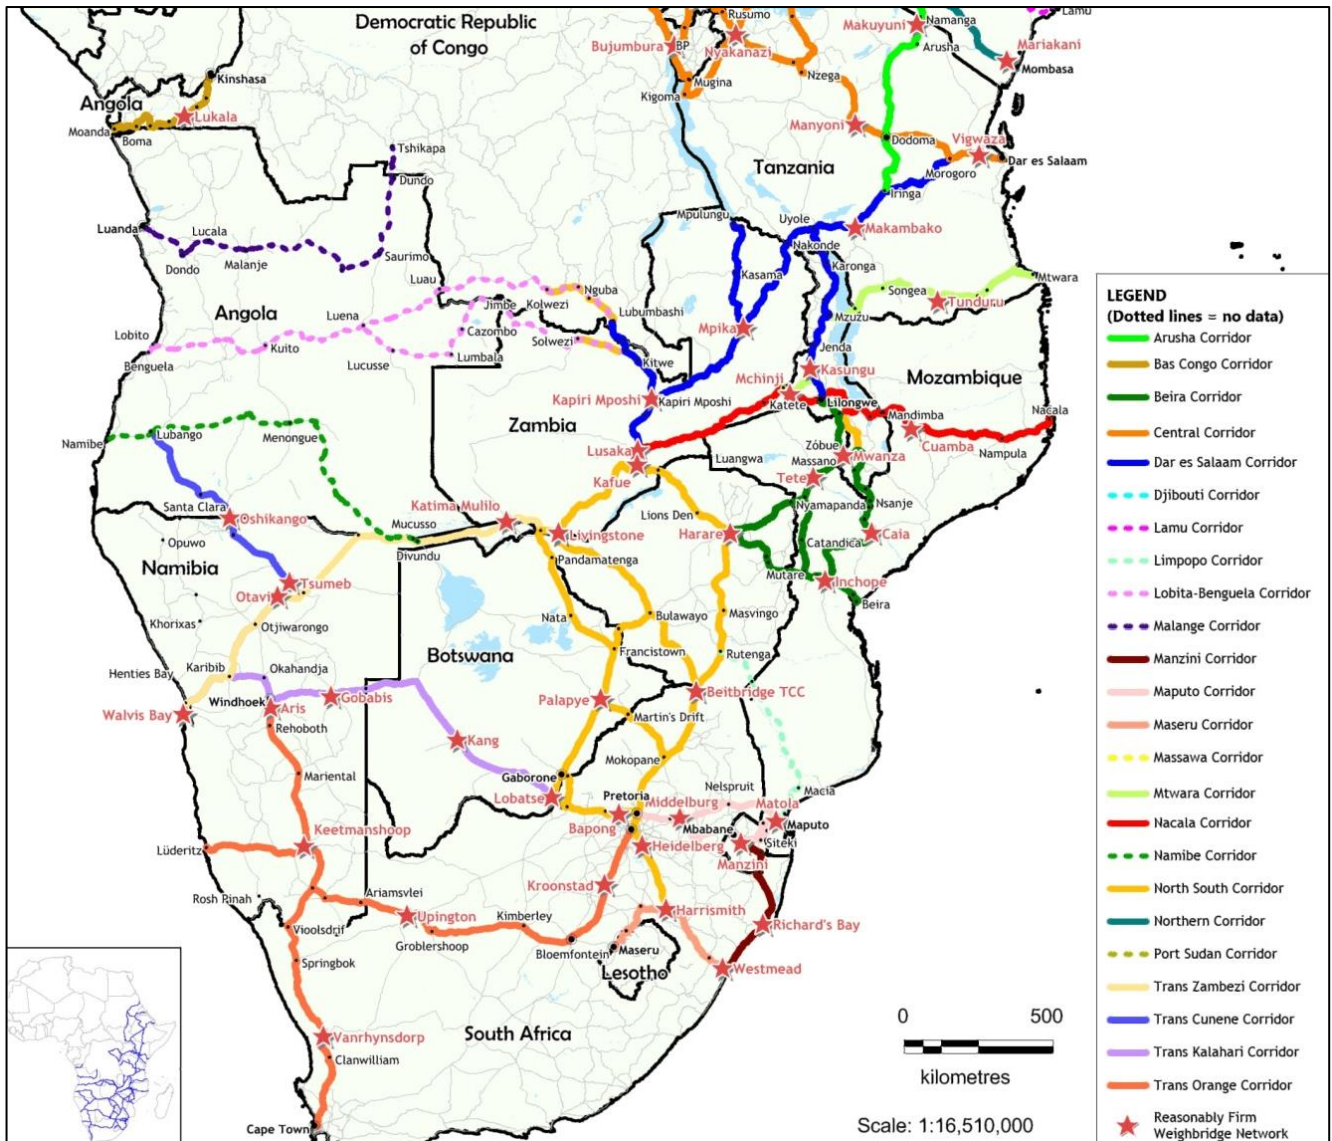 Democratic Republic
of Congo
Rusumo
Makuyuni
Namanga
Lamu
Bujumbura
BP
Nyakanazi
Arusha
Mariakani
Mombasa
Kinshasa
Mugina
Nzega
Kigoma
Angola
Lukala
Moanda
Boma
Manyoni
Dodoma
Vigwaza
Dar es Salaam
Tshikapa
Dundo
Tanzania
Morogoro
Iringa
Luanda
Lucala
Dondo
Malanje
Saurimo
Mpulungu
Uyole
Makambako
Nakonde
Karonga
Kasama
Luau
Jimbe
Kolwezi
Nguba
Lubumbashi
Songea
Tunduru
Mtwara
Mzuzu
Angola
Luena
Cazombo
Solwezi
Lobito
Benguela
Kuito
Lucusse
Lumbala
Kitwe
Mpika
Jenda
Kasungu
Mchinji
Katete
Lilongwe
Mozambique
Mandimba
Nacala
Cuamba
Nampula
Kapiri Mposhi
Kapiri Mposhi
Zambia
Namibe
Lubango
Menongue
Lusaka
Kafue
Luangwa
Zóbue
Massano
Mwanza
Tete
Nyamapanda
Nsanje
Santa Clara
Oshikango
Katima Mulilo
Mucusso
Divundu
Livingstone
Lions Den
Harare
Catandica
Caia
Opuwo
Namibia
Pandamatenga
Mutare
Inchope
Beira
Tsumeb
Otavi
Khorixas
Otjiwarongo
Nata
Bulawayo
Masvingo
Botswana
Francistown
Rutenga
Henties Bay
Karibib
Okahandja
Windhoek
Aris
Gobabis
Walvis Bay
Rehoboth
Palapye
Beitbridge TCC
Martin's Drift
Kang
Mokopane
Mariental
Gaborone
Lobatse
Pretoria
Nelspruit
Macia
Middelburg
Matola
Bapong
Mbabane
Maputo
Keetmanshoop
Heidelberg
Siteki
Manzini
Lüderitz
Rosh Pinah
Ariamsvlei
Kroonstad
Upington
Kimberley
Harrismith
Richard's Bay
Vioolsdrif
Groblershoop
Bloemfontein
Maseru
Springbok
Lesotho
Westmead
South Africa
Vanrhynsdorp
Clanwilliam
Cape Town
0 500
kilometres
Scale: 1:16,510,000
LEGEND
(Dotted lines = no data)
Arusha Corridor
Bas Congo Corridor
Beira Corridor
Central Corridor
Dar es Salaam Corridor
Djibouti Corridor
Lamu Corridor
Limpopo Corridor
Lobita-Benguela Corridor
Malange Corridor
Manzini Corridor
Maputo Corridor
Maseru Corridor
Massawa Corridor
Mtwara Corridor
Nacala Corridor
Namibe Corridor
North South Corridor
Northern Corridor
Port Sudan Corridor
Trans Zambezi Corridor
Trans Cunene Corridor
Trans Kalahari Corridor
Trans Orange Corridor
Reasonably Firm
Weighbridge Network